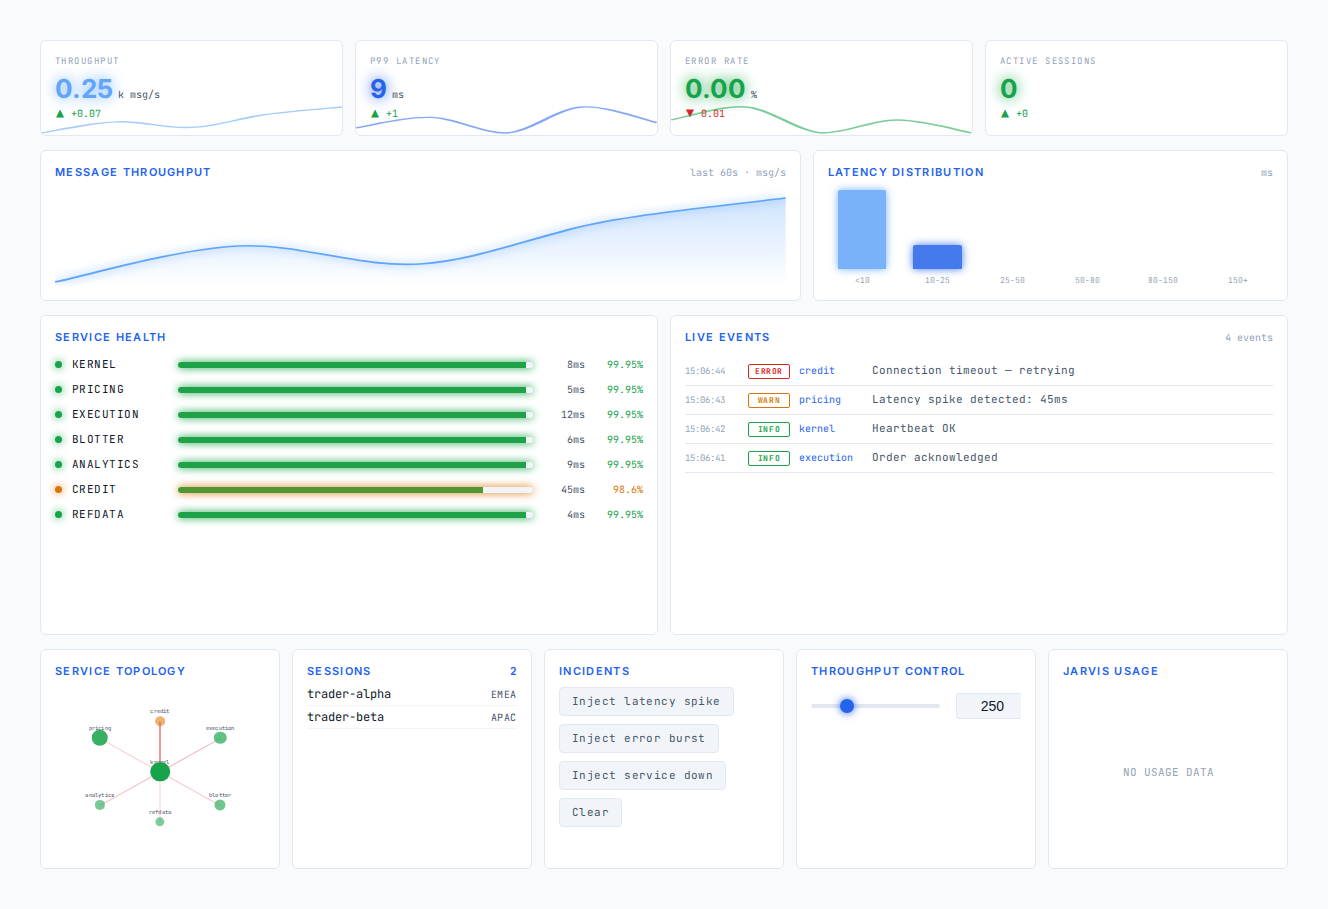 THROUGHPUT
0.25 k msg/s
▲ +0.07
P99 LATENCY
9 ms
▲ +1
ERROR RATE
0.00 %
▼ 0.01
ACTIVE SESSIONS
0
▲ +0
MESSAGE THROUGHPUT
last 60s · msg/s
LATENCY DISTRIBUTION
ms
<10 10-25 25-50 50-80 80-150 150+
SERVICE HEALTH
KERNEL 8ms 99.95%
PRICING 5ms 99.95%
EXECUTION 12ms 99.95%
BLOTTER 6ms 99.95%
ANALYTICS 9ms 99.95%
CREDIT 45ms 98.6%
REFDATA 4ms 99.95%
LIVE EVENTS
4 events
15:06:44 ERROR credit Connection timeout — retrying
15:06:43 WARN pricing Latency spike detected: 45ms
15:06:42 INFO kernel Heartbeat OK
15:06:41 INFO execution Order acknowledged
SERVICE TOPOLOGY
credit
pricing
execution
kernel
analytics
blotter
refdata
SESSIONS 2
trader-alpha EMEA
trader-beta APAC
INCIDENTS
Inject latency spike
Inject error burst
Inject service down
Clear
THROUGHPUT CONTROL
250
JARVIS USAGE
NO USAGE DATA